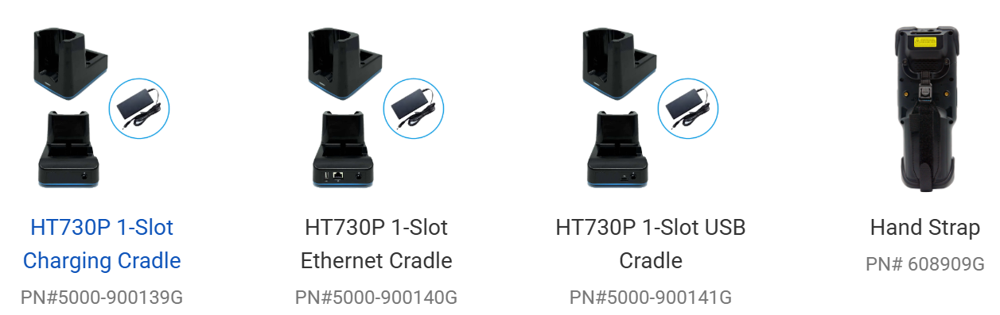 HT730P 1-Slot
Charging Cradle
PN#5000-900139G
HT730P 1-Slot
Ethernet Cradle
PN#5000-900140G
HT730P 1-Slot USB
Cradle
PN#5000-900141G
Hand Strap
PN# 608909G